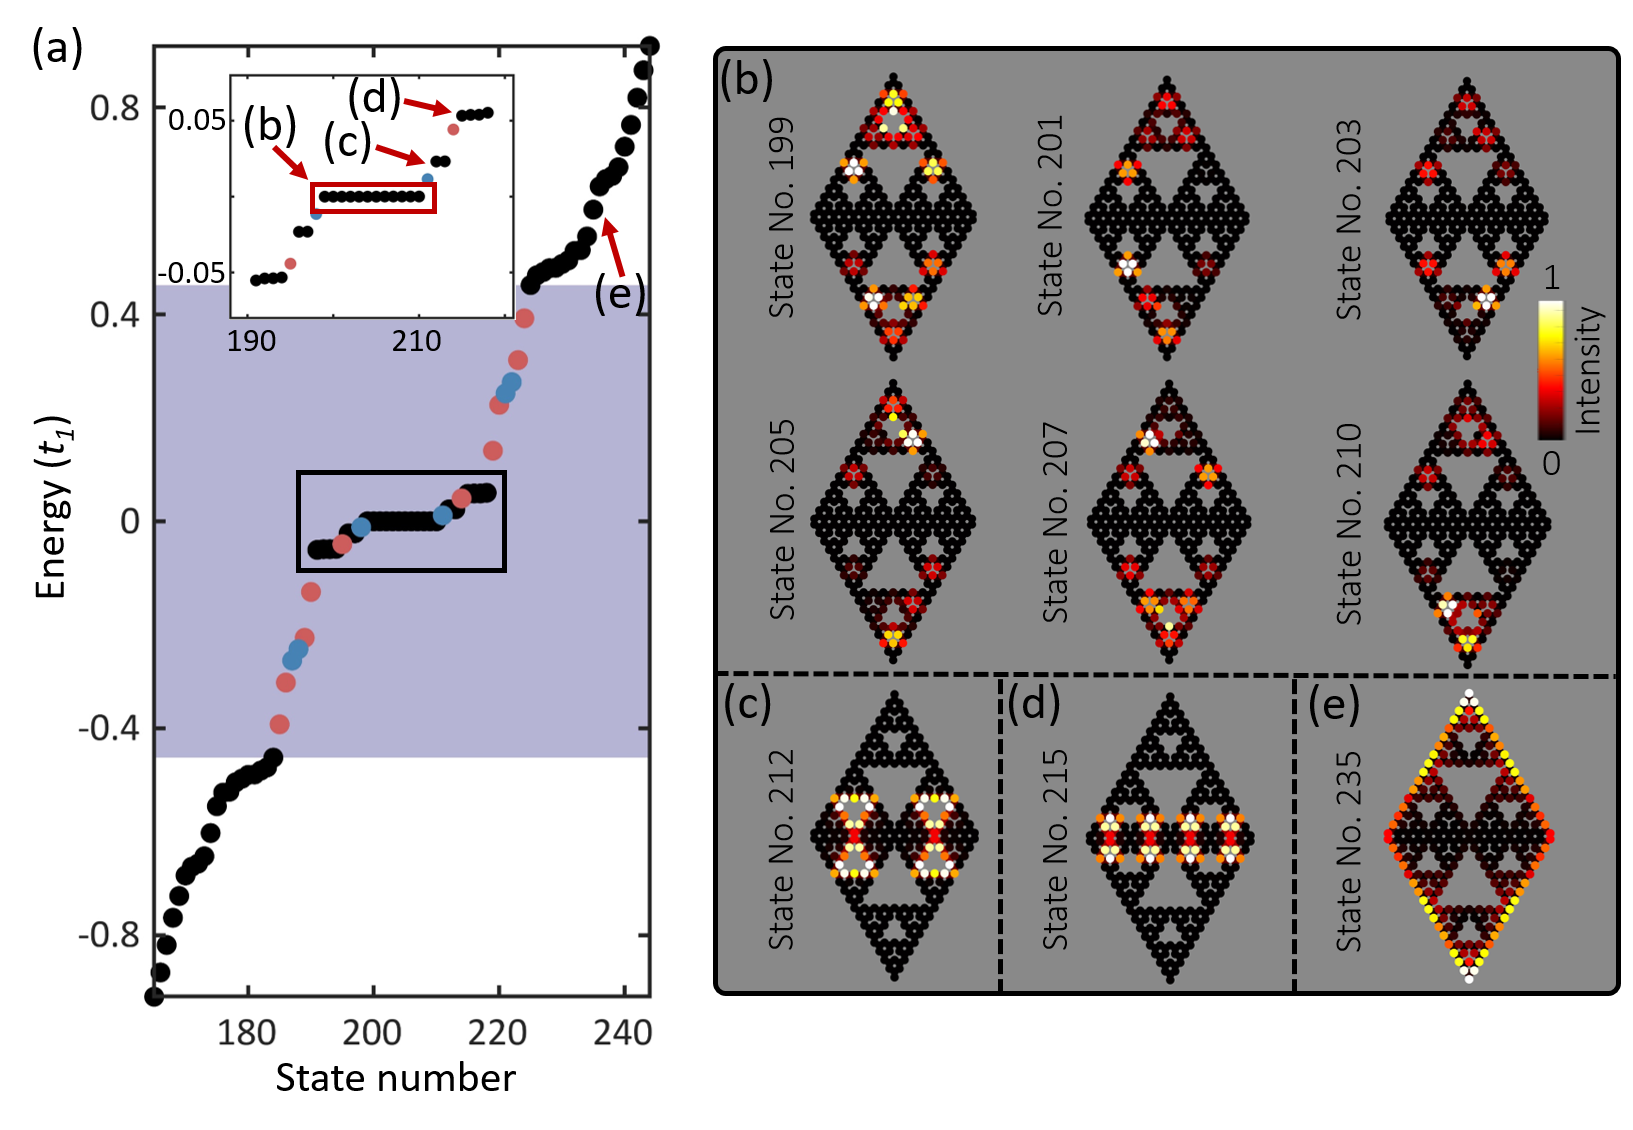 (a)
Energy (t1)
0.8
0.4
0
-0.4
-0.8
180
200
220
240
State number
0.05
-0.05
190
210
(b)
(c)
(d)
(e)
(b)
State No. 199
State No. 201
State No. 203
1
Intensity
0
State No. 205
State No. 207
State No. 210
(c)
State No. 212
(d)
State No. 215
(e)
State No. 235